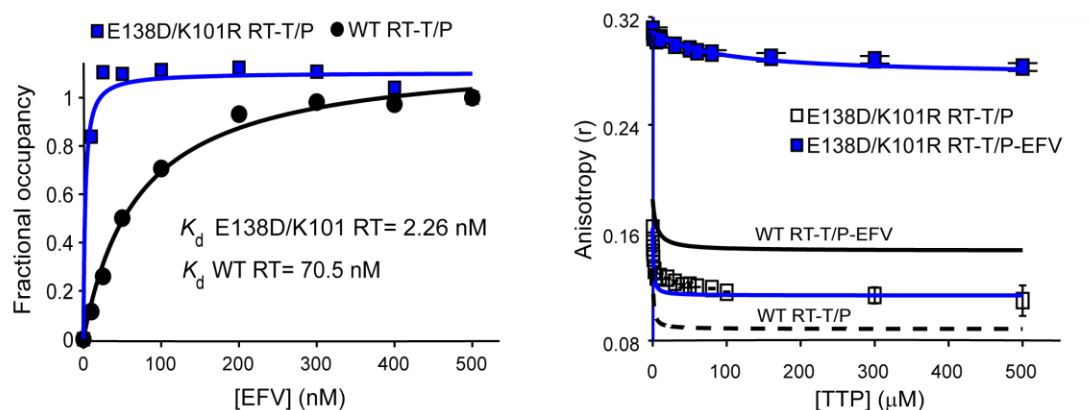 E138D/K101R RT-T/P WT RT-T/P
Fractional occupancy
1
0.8
0.6
0.4
0.2
0
Kd E138D/K101 RT= 2.26 nM
Kd WT RT= 70.5 nM
0 100 200 300 400 500
[EFV] (nM)
Anisotropy (r)
0.32
0.24
0.16
0.08
E138D/K101R RT-T/P
E138D/K101R RT-T/P-EFV
WT RT-T/P-EFV
WT RT-T/P
0 100 200 300 400 500
[TTP] (μM)